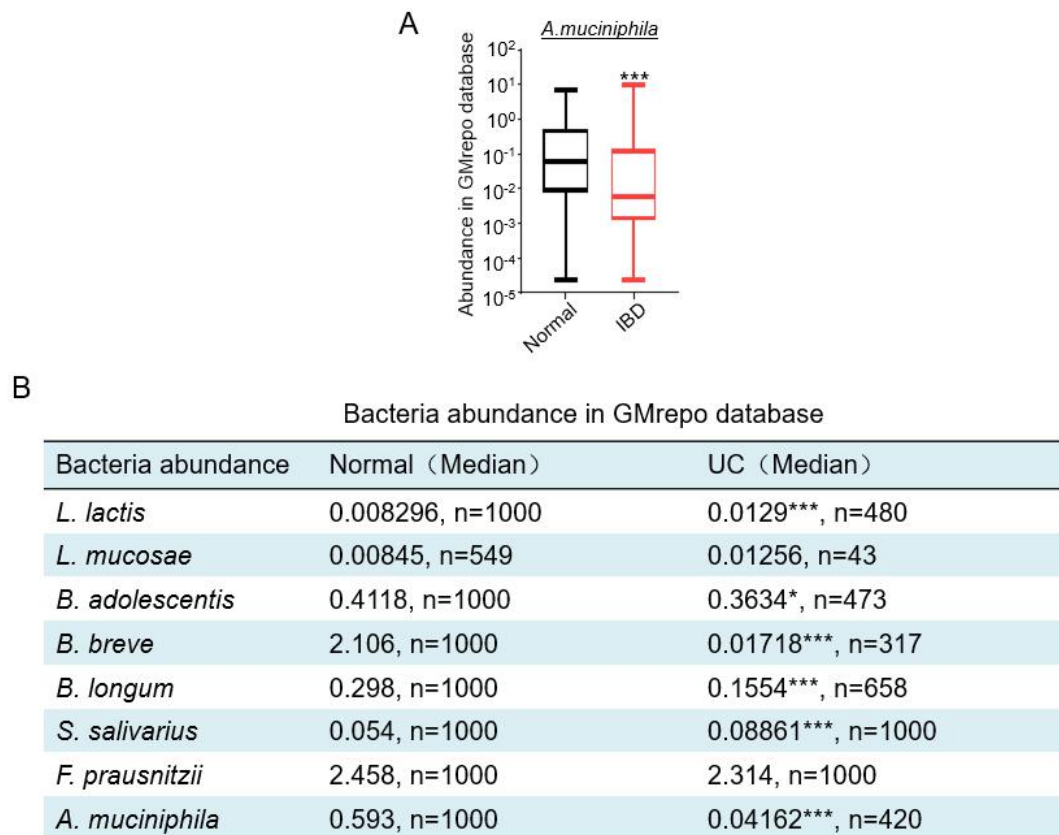 A
A.muciniphila
Abundance in GMrepo database
10²
10¹
10⁰
10⁻¹
10⁻²
10⁻³
10⁻⁴
10⁻⁵
***
Normal
IBD
B
Bacteria abundance in GMrepo database
Bacteria abundance Normal（Median） UC（Median）
L. lactis 0.008296, n=1000 0.0129***, n=480
L. mucosae 0.00845, n=549 0.01256, n=43
B. adolescentis 0.4118, n=1000 0.3634*, n=473
B. breve 2.106, n=1000 0.01718***, n=317
B. longum 0.298, n=1000 0.1554***, n=658
S. salivarius 0.054, n=1000 0.08861***, n=1000
F. prausnitzii 2.458, n=1000 2.314, n=1000
A. muciniphila 0.593, n=1000 0.04162***, n=420